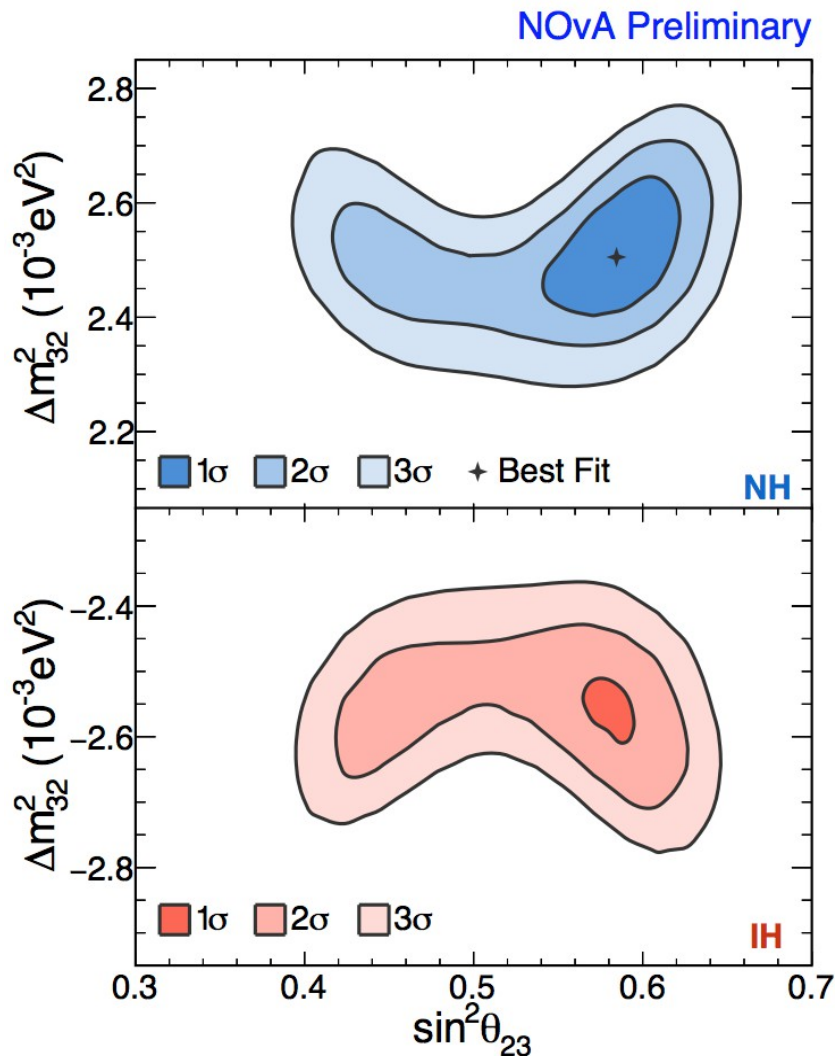 NOvA Preliminary
Δm²₃₂ (10⁻³eV²)
2.8
2.6
2.4
2.2
1σ 2σ 3σ Best Fit
NH
Δm²₃₂ (10⁻³eV²)
−2.4
−2.6
−2.8
1σ 2σ 3σ
IH
0.3 0.4 0.5 0.6 0.7
sin²θ₂₃